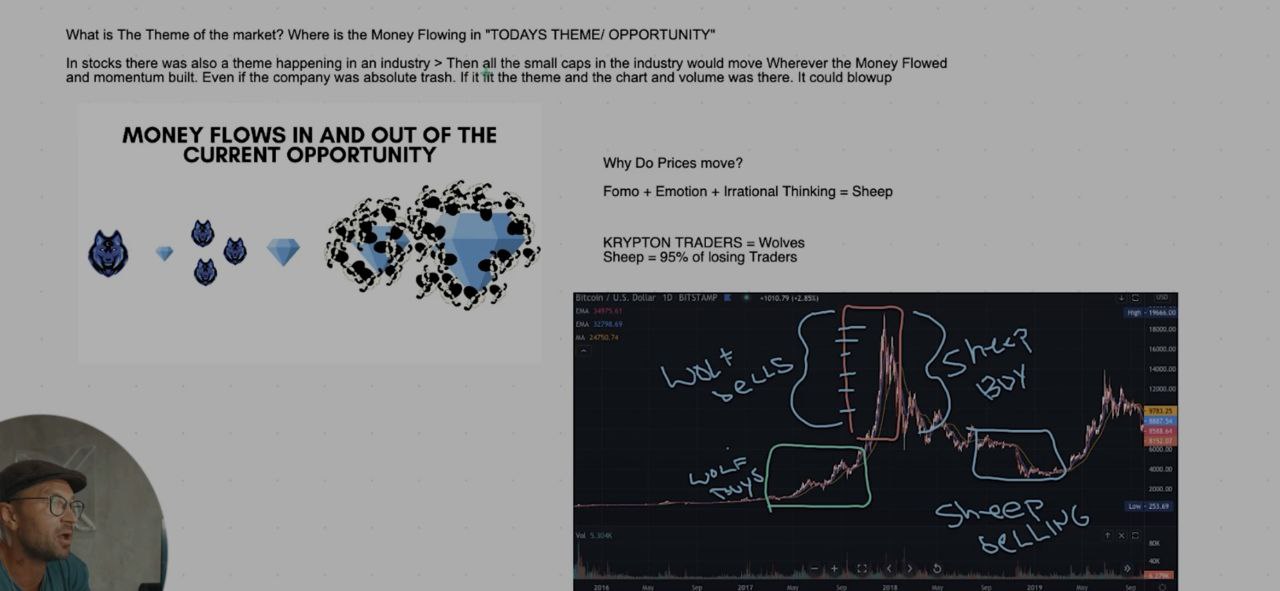 What is The Theme of the market? Where is the Money Flowing in "TODAYS THEME/ OPPORTUNITY"
In stocks there was also a theme happening in an industry > Then all the small caps in the industry would move Wherever the Money Flowed
and momentum built. Even if the company was absolute trash. If it fit the theme and the chart and volume was there. It could blowup
MONEY FLOWS IN AND OUT OF THE
CURRENT OPPORTUNITY
Why Do Prices move?
Fomo + Emotion + Irrational Thinking = Sheep
KRYPTON TRADERS = Wolves
Sheep = 95% of losing Traders
Bitcoin / U.S. Dollar 1D BITSTAMP +1010.79 (+2.85%)
USD
EMA 34975.61
EMA 32798.69
MA 24750.74
High 19666.00
18000.00
16000.00
14000.00
12000.00
9783.25
8887.54
8588.64
8152.07
6000.00
4000.00
2000.00
Low 253.69
Wolf
sells
Sheep
Buy
Wolf
Buys
Sheep
Selling
Vol 5.304K
80K
40K
6.279K
2016 May Sep 2017 May Sep 2018 May Sep 2019 May Sep